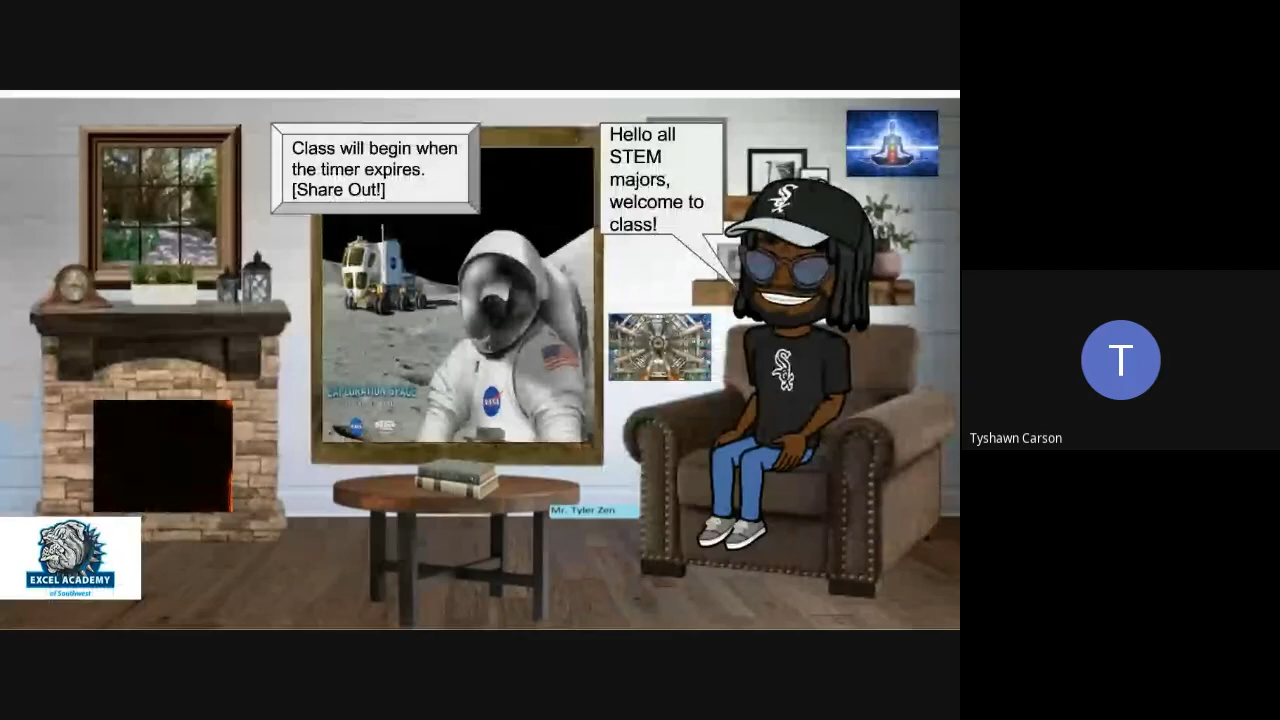 Class will begin when
the timer expires.
[Share Out!]
Hello all
STEM
majors,
welcome to
class!
EXPLORATION SPACE
NASA
Mr. Tyler Zen
EXCEL ACADEMY
of Southwest
T
Tyshawn Carson